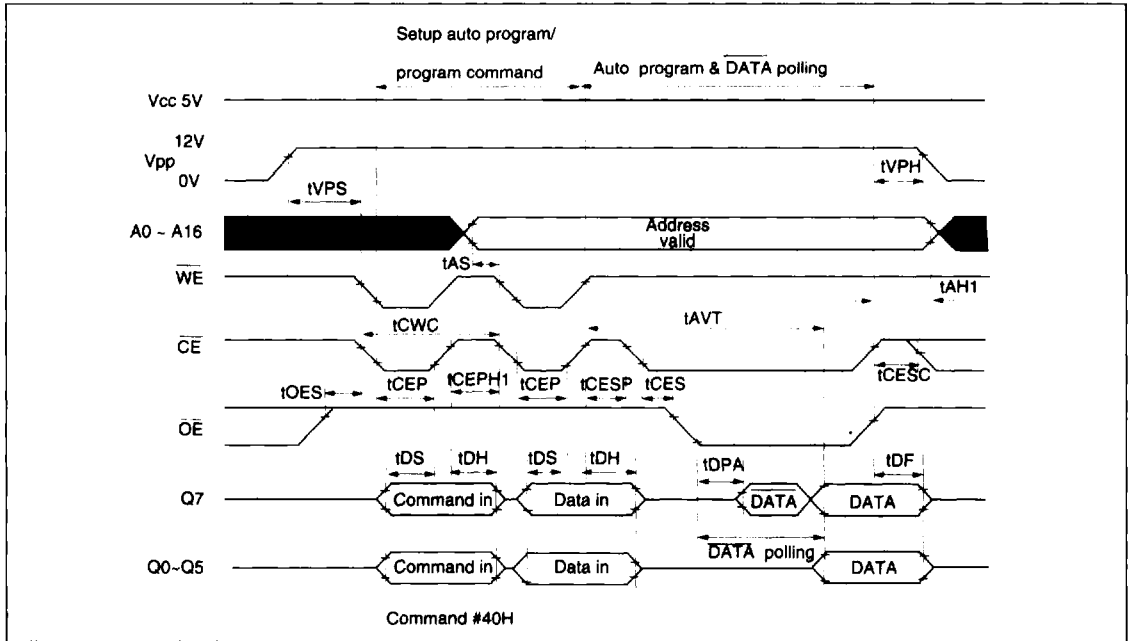 Setup auto program/
program command
Auto program & DATA polling
Vcc 5V
12V
Vpp
0V
tVPS
tVPH
A0 ~ A16
Address
valid
tAS
WE
tAH1
tCWC
tAVT
CE
tCEP
tCEPH1
tCEP
tCESP
tCES
tCESC
tOES
OE
tDS
tDH
tDS
tDH
tDPA
tDF
Q7
Command in
Data in
DATA
DATA
DATA polling
Q0~Q5
Command in
Data in
DATA
Command #40H